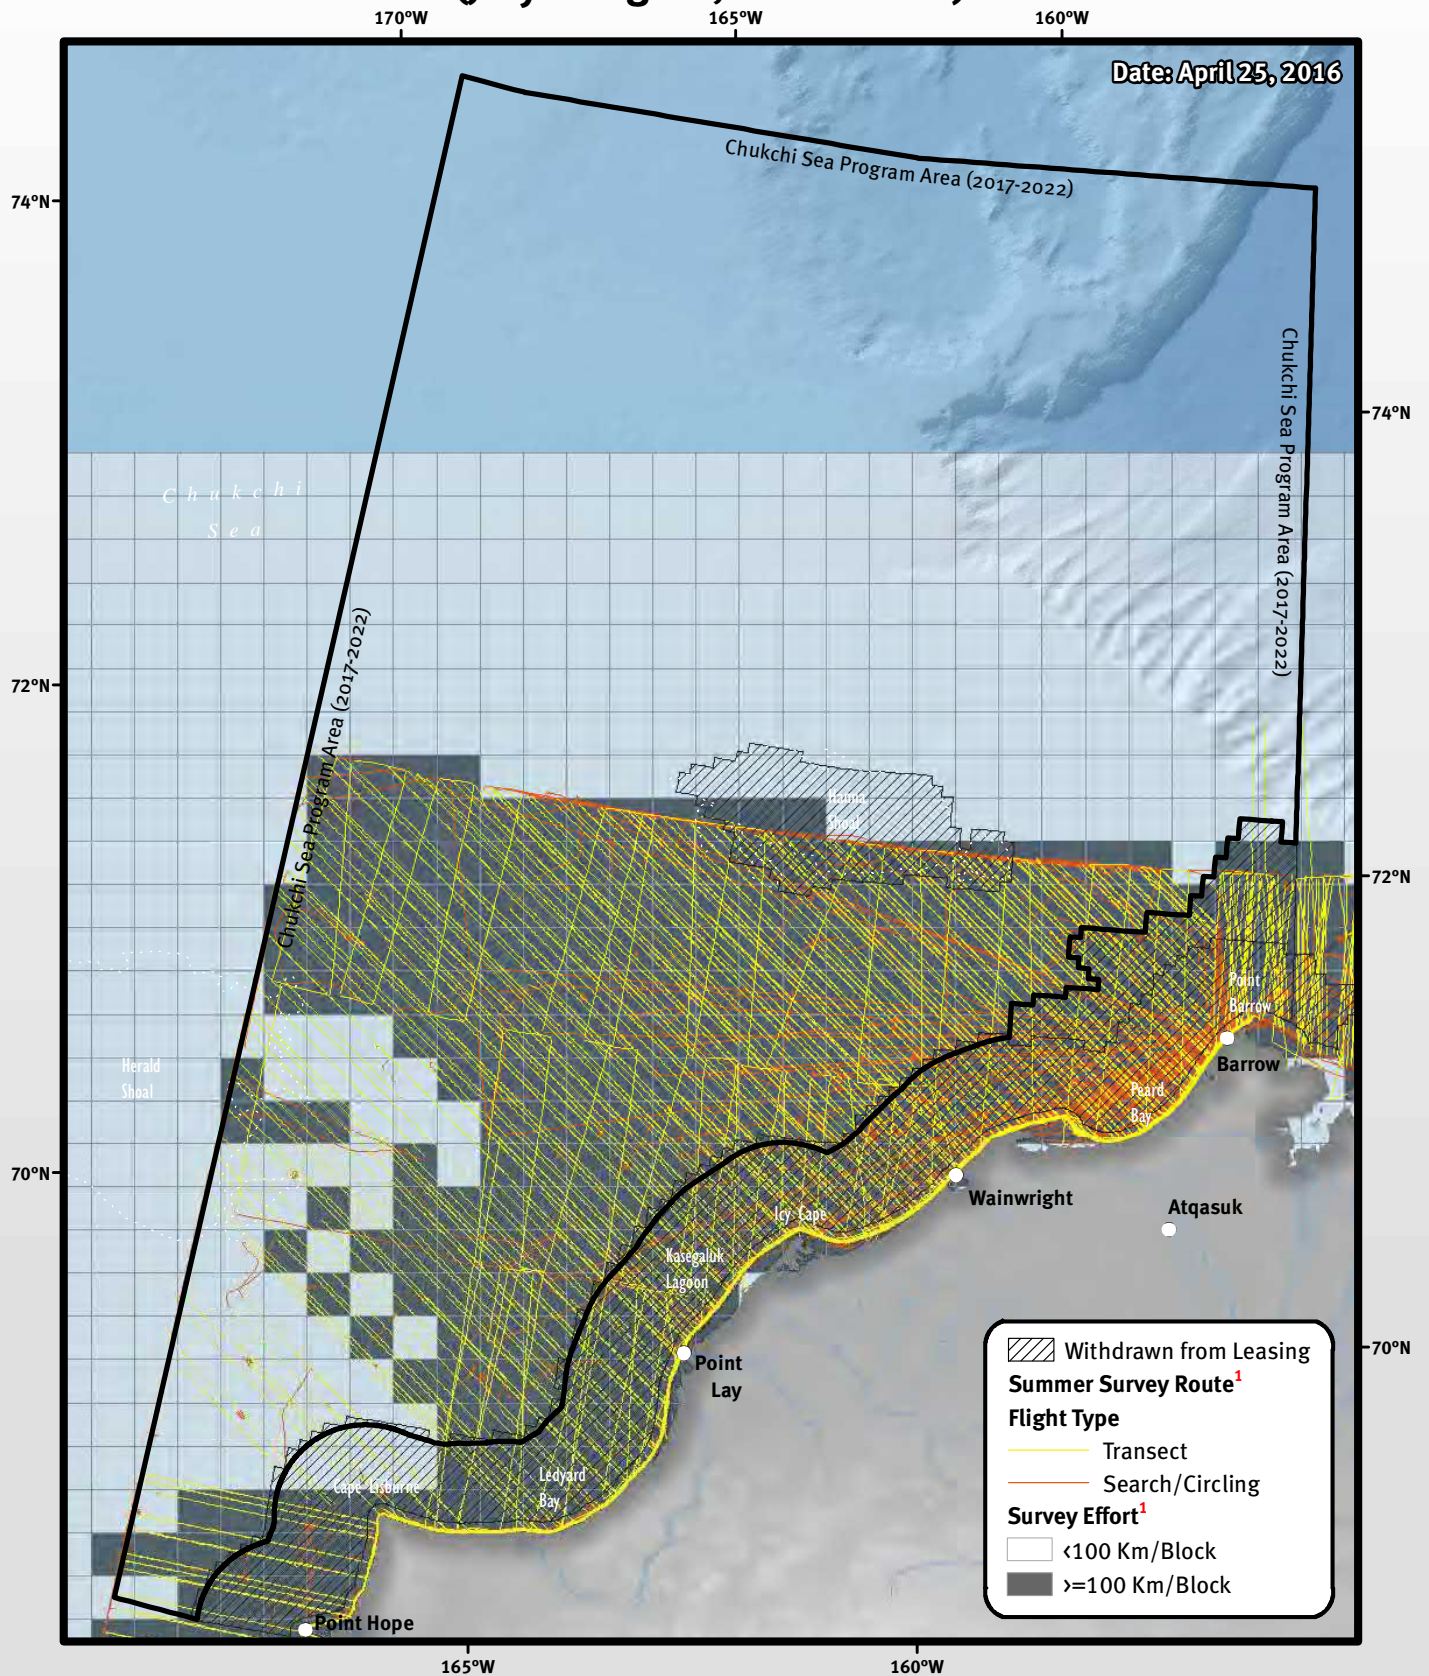 170°W 165°W 160°W
Date: April 25, 2016
Chukchi Sea Program Area (2017-2022)
74°N
Chukchi Sea Program Area (2017-2022)
74°N
Chukchi
Sea
Chukchi Sea Program Area (2017-2022)
72°N
Hanna
Shoal
72°N
Point
Barrow
Herald
Shoal
Barrow
Peard
Bay
70°N
Wainwright
Atqasuk
Icy Cape
Kasegaluk
Lagoon
Point
Lay
70°N
Withdrawn from Leasing
Summer Survey Route1
Flight Type
Transect
Search/Circling
Survey Effort1
<100 Km/Block
>=100 Km/Block
Cape Lisburne
Ledyard
Bay
Point Hope
165°W 160°W